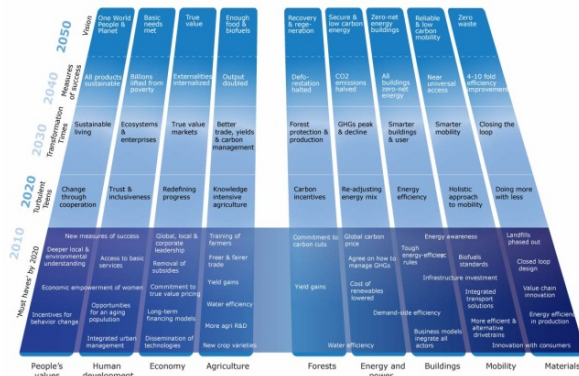 2050
Vision
One World
People &
Planet
Basic
needs
met
True
value
Enough
food &
biofuels
Recovery
& rege-
neration
Secure & low
carbon energy
Zero-net
energy
buildings
Reliable &
low carbon
mobility
Zero
waste
2040
Measures
of success
All products
sustainable
Billions
lifted from
poverty
Externalities
internalized
Output
doubled
Defo-
restation
halted
CO2
emissions
halved
All
buildings
zero-net
energy
Near
universal
access
4-10 fold
efficiency
improvement
2030
Transformation
Times
Sustainable
living
Ecosystems &
enterprises
True value
markets
Better
trade, yields
& carbon
management
Forest
protection &
production
GHGs peak
& decline
Smarter
buildings
& user
Smarter
mobility
Closing the
loop
2020
Turbulent
Teens
Change
through
cooperation
Trust &
inclusiveness
Redefining
progress
Knowledge
intensive
agriculture
Carbon
incentives
Re-adjusting
energy mix
Energy
efficiency
Holistic
approach
to mobility
Doing more
with less
2010
'Must haves' by 2020
New measures of success
Deeper local &
environmental
understanding
Access to basic
services
Economic empowerment of women
Incentives for
behavior change
Opportunities
for an aging
population
Integrated urban
management
Global, local &
corporate
leadership
Removal of
subsidies
Commitment to
true value pricing
Long-term
financing models
Dissemination of
technologies
Training of
farmers
Freer & fairer
trade
Yield gains
Water efficiency
More agri R&D
New crop varieties
Commitment to
carbon cuts
Yield gains
Water efficiency
Global carbon
price
Agree on how to
manage GHGs
Cost of
renewables
lowered
Demand-side efficiency
Energy awareness
Tough
energy-efficient
rules
Infrastructure investment
Business models
integrate all
actors
Biofuels
standards
Integrated
transport
solutions
More efficient &
alternative
drivetrains
Innovation with consumers
Landfills
phased out
Closed loop
design
Value chain
innovation
Energy efficiency
in production
People's
values
Human
development
Economy
Agriculture
Forests
Energy and
power
Buildings
Mobility
Materials